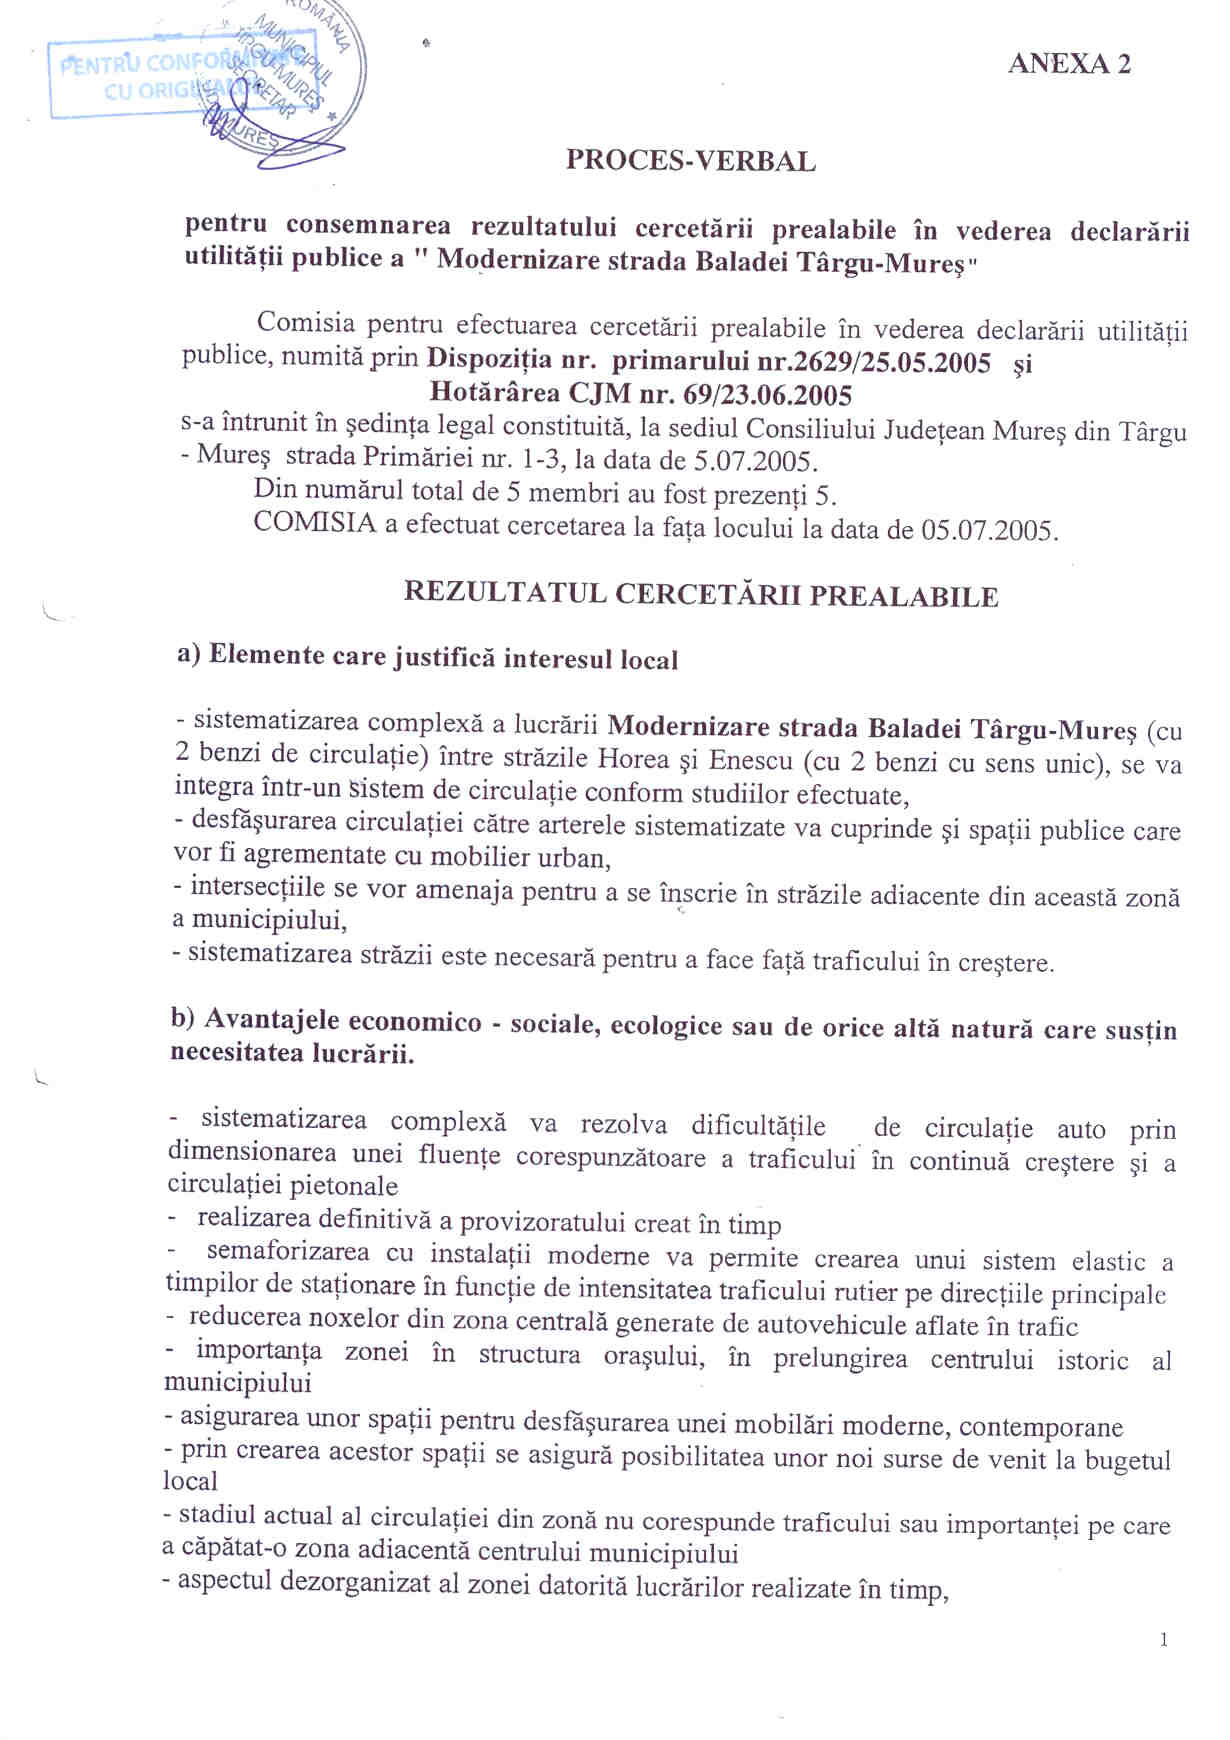 ROMÂNIA
MUNICIPIUL
TÎRGU-MUREŞ
SECRETAR
MUREŞ
PENTRU CONFORMITATE
CU ORIGINALUL
ANEXA 2
PROCES-VERBAL
pentru consemnarea rezultatului cercetării prealabile în vederea declarării
utilităţii publice a " Modernizare strada Baladei Târgu-Mureş"
Comisia pentru efectuarea cercetării prealabile în vederea declarării utilităţii
publice, numită prin Dispoziţia nr. primarului nr.2629/25.05.2005 şi
Hotărârea CJM nr. 69/23.06.2005
s-a întrunit în şedinţa legal constituită, la sediul Consiliului Judeţean Mureş din Târgu
- Mureş strada Primăriei nr. 1-3, la data de 5.07.2005.
Din numărul total de 5 membri au fost prezenţi 5.
COMISIA a efectuat cercetarea la faţa locului la data de 05.07.2005.
REZULTATUL CERCETĂRII PREALABILE
a) Elemente care justifică interesul local
- sistematizarea complexă a lucrării Modernizare strada Baladei Târgu-Mureş (cu
2 benzi de circulaţie) între străzile Horea şi Enescu (cu 2 benzi cu sens unic), se va
integra într-un sistem de circulaţie conform studiilor efectuate,
- desfăşurarea circulaţiei către arterele sistematizate va cuprinde şi spaţii publice care
vor fi agrementate cu mobilier urban,
- intersecţiile se vor amenaja pentru a se înscrie în străzile adiacente din această zonă
a municipiului,
- sistematizarea străzii este necesară pentru a face faţă traficului în creştere.
b) Avantajele economico - sociale, ecologice sau de orice altă natură care susţin
necesitatea lucrării.
- sistematizarea complexă va rezolva dificultăţile de circulaţie auto prin
dimensionarea unei fluenţe corespunzătoare a traficului în continuă creştere şi a
circulaţiei pietonale
- realizarea definitivă a provizoratului creat în timp
- semaforizarea cu instalaţii moderne va permite crearea unui sistem elastic a
timpilor de staţionare în funcţie de intensitatea traficului rutier pe direcţiile principale
- reducerea noxelor din zona centrală generate de autovehicule aflate în trafic
- importanţa zonei în structura oraşului, în prelungirea centrului istoric al
municipiului
- asigurarea unor spaţii pentru desfăşurarea unei mobilări moderne, contemporane
- prin crearea acestor spaţii se asigură posibilitatea unor noi surse de venit la bugetul
local
- stadiul actual al circulaţiei din zonă nu corespunde traficului sau importanţei pe care
a căpătat-o zona adiacentă centrului municipiului
- aspectul dezorganizat al zonei datorită lucrărilor realizate în timp,
1